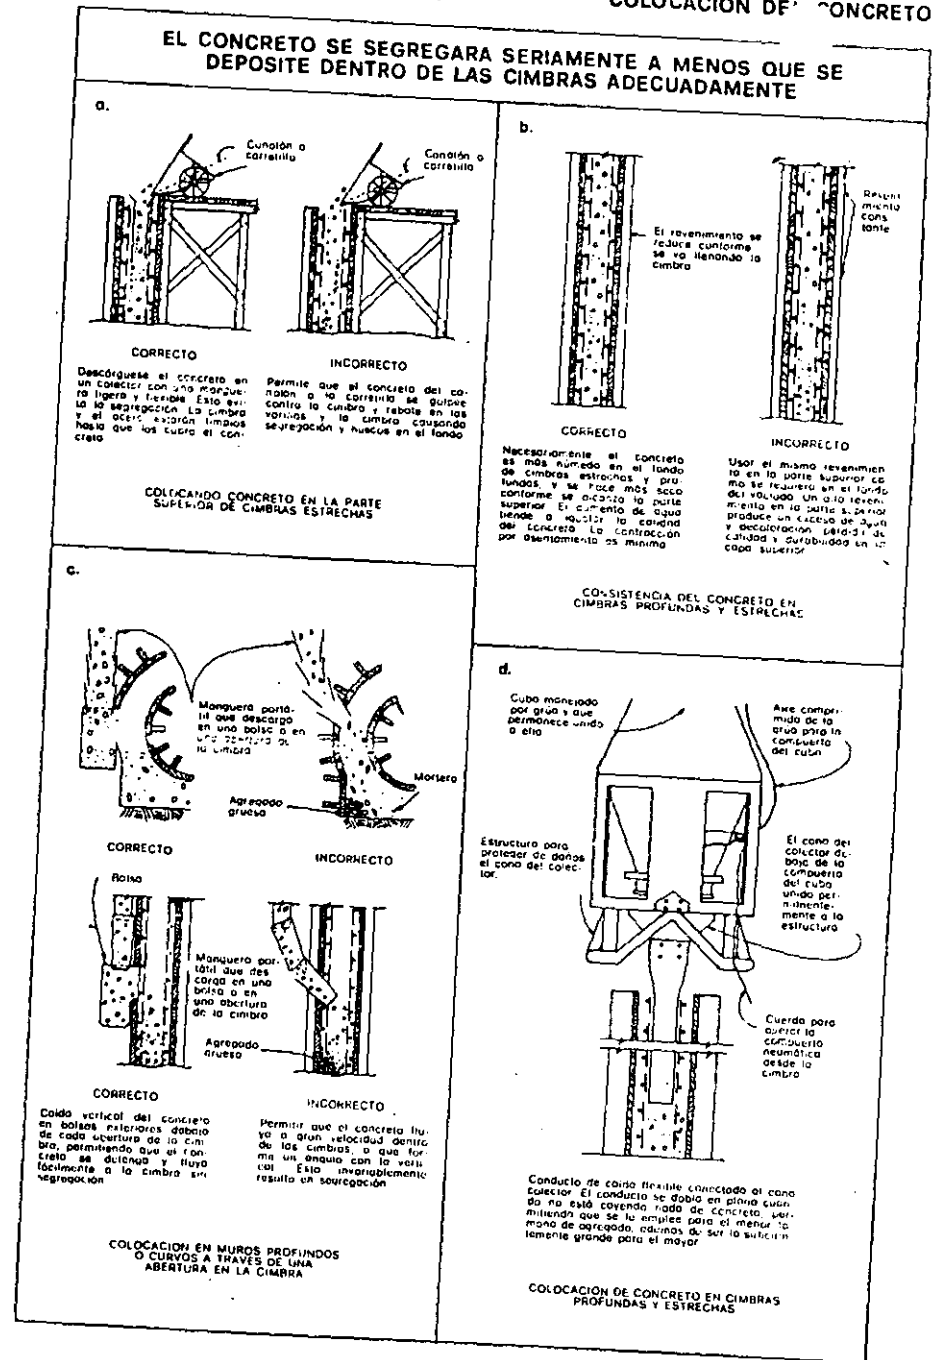 COLOCACION DEL CONCRETO
EL CONCRETO SE SEGREGARA SERIAMENTE A MENOS QUE SE
DEPOSITE DENTRO DE LAS CIMBRAS ADECUADAMENTE
a.
Canalón o
carretilla
Canalón o
carretilla
CORRECTO
Descárguese el concreto en
un colector con una mangue-
ra ligera y flexible. Esto evi-
ta la segregación. La cimbra
y el acero estarán limpios
hasta que los cubra el con-
creto
INCORRECTO
Permite que el concreto del ca-
nalón o la carretilla se golpee
contra la cimbra y rebote en las
varillas y la cimbra causando
segregación y huecos en el fondo
COLOCANDO CONCRETO EN LA PARTE
SUPERIOR DE CIMBRAS ESTRECHAS
b.
El revenimiento se
reduce conforme
se va llenando la
cimbra
Reveni
miento
cons
tante
CORRECTO
Necesariamente el concreto
es más húmedo en el fondo
de cimbras estrechas y pro-
fundas, y se hace más seco
conforme se alcanza la parte
superior. El aumento de agua
tiende a igualar la calidad
del concreto. La contracción
por asentamiento es mínima
INCORRECTO
Usar el mismo revenimien
to en la parte superior co
mo se requiere en el fondo
del vaciado. Un alto reveni-
miento en la parte superior
produce un exceso de agua
y decoloración, pérdida de
calidad y durabilidad en la
capa superior
CONSISTENCIA DEL CONCRETO EN
CIMBRAS PROFUNDAS Y ESTRECHAS
c.
Manguera portá-
til que descarga
en una bolsa o en
una abertura de
la cimbra
Mortero
Agregado
grueso
CORRECTO
INCORRECTO
Bolsa
Manguera por-
tátil que des
carga en una
bolsa o en
una abertura
de la cimbra
Agregado
grueso
CORRECTO
Caída vertical del concreto
en bolsas exteriores debajo
de cada abertura de la cim
bra, permitiendo que el con-
creto se detenga y fluya
fácilmente a la cimbra sin
segregación
INCORRECTO
Permitir que el concreto flu-
ya a gran velocidad dentro
de las cimbras, o que for-
me un ángulo con la verti
cal. Esto invariablemente
resulta en segregación
COLOCACION EN MUROS PROFUNDOS
O CURVOS A TRAVES DE UNA
ABERTURA EN LA CIMBRA
d.
Cubo manejado
por grúa y que
permanece unido
a ella
Aire compri-
mido de la
grúa para la
compuerta
del cubo
Estructura para
proteger de daños
el cono del colec-
tor.
El cono del
colector de-
bajo de la
compuerta
del cubo
unido per-
manente-
mente a la
estructura
Cuerda para
operar la
compuerta
neumática
desde la
cimbra
Conducto de caída flexible conectado al cono
colector. El conducto se dobla en plano cuan
do no está cayendo nada de concreto, per-
mitiendo que se le emplee para el menor ta
maño de agregado, además de ser lo suficien
temente grande para el mayor
COLOCACION DE CONCRETO EN CIMBRAS
PROFUNDAS Y ESTRECHAS